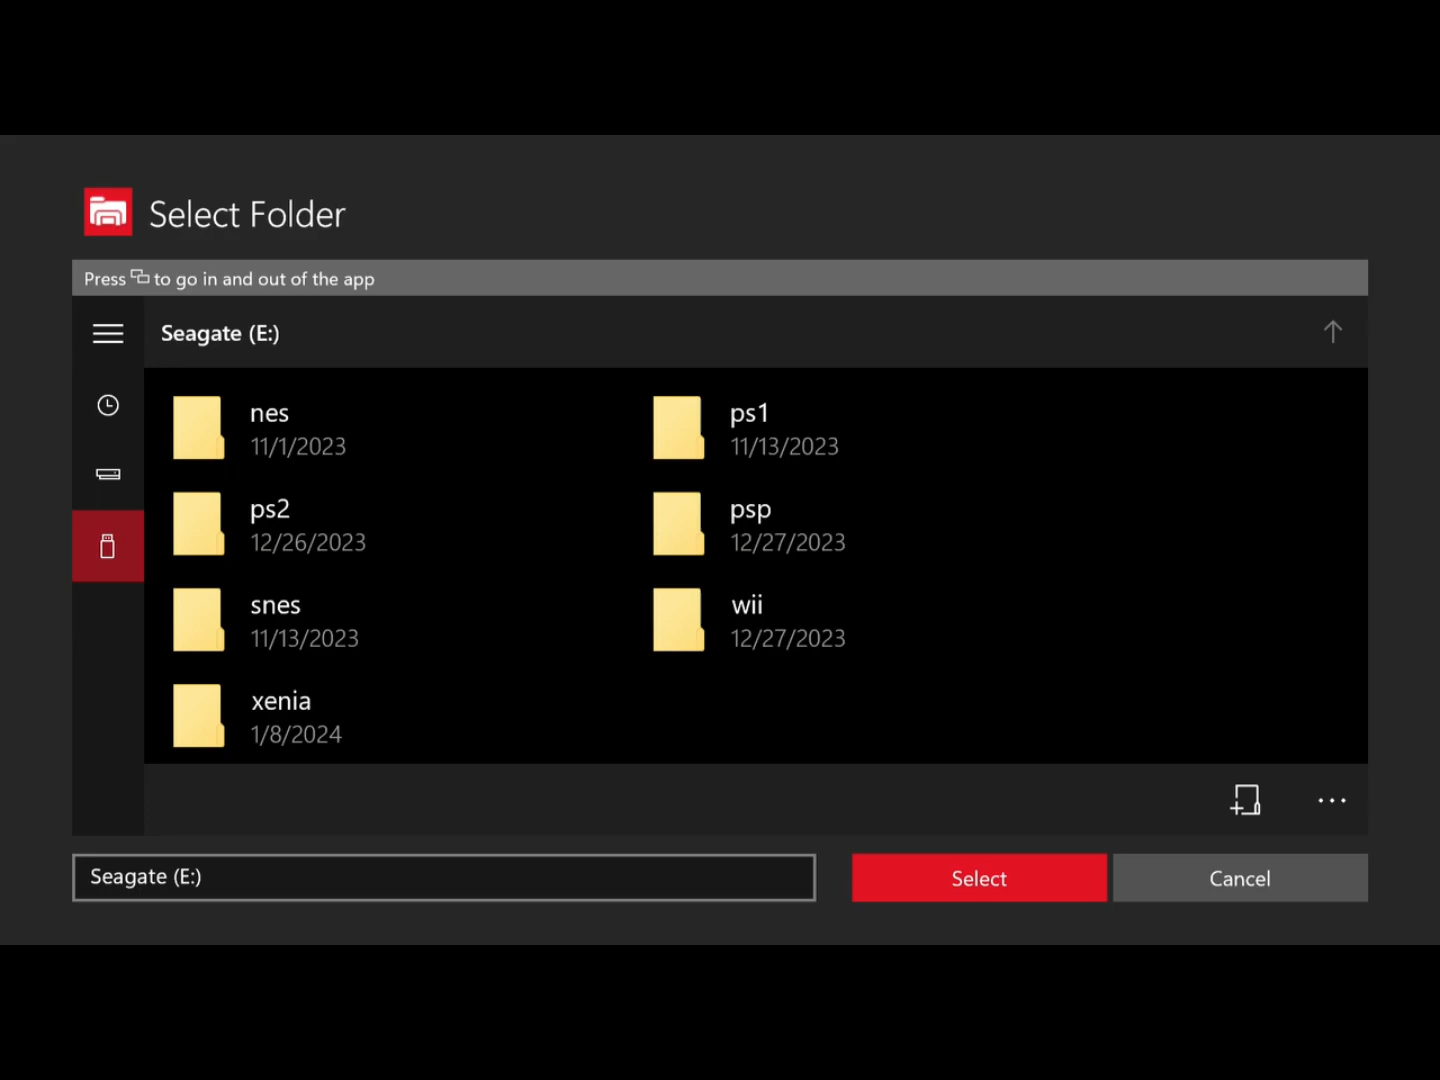 Select Folder
Press to go in and out of the app
Seagate (E:)
nes
11/1/2023
ps1
11/13/2023
ps2
12/26/2023
psp
12/27/2023
snes
11/13/2023
wii
12/27/2023
xenia
1/8/2024
Seagate (E:)
Select
Cancel